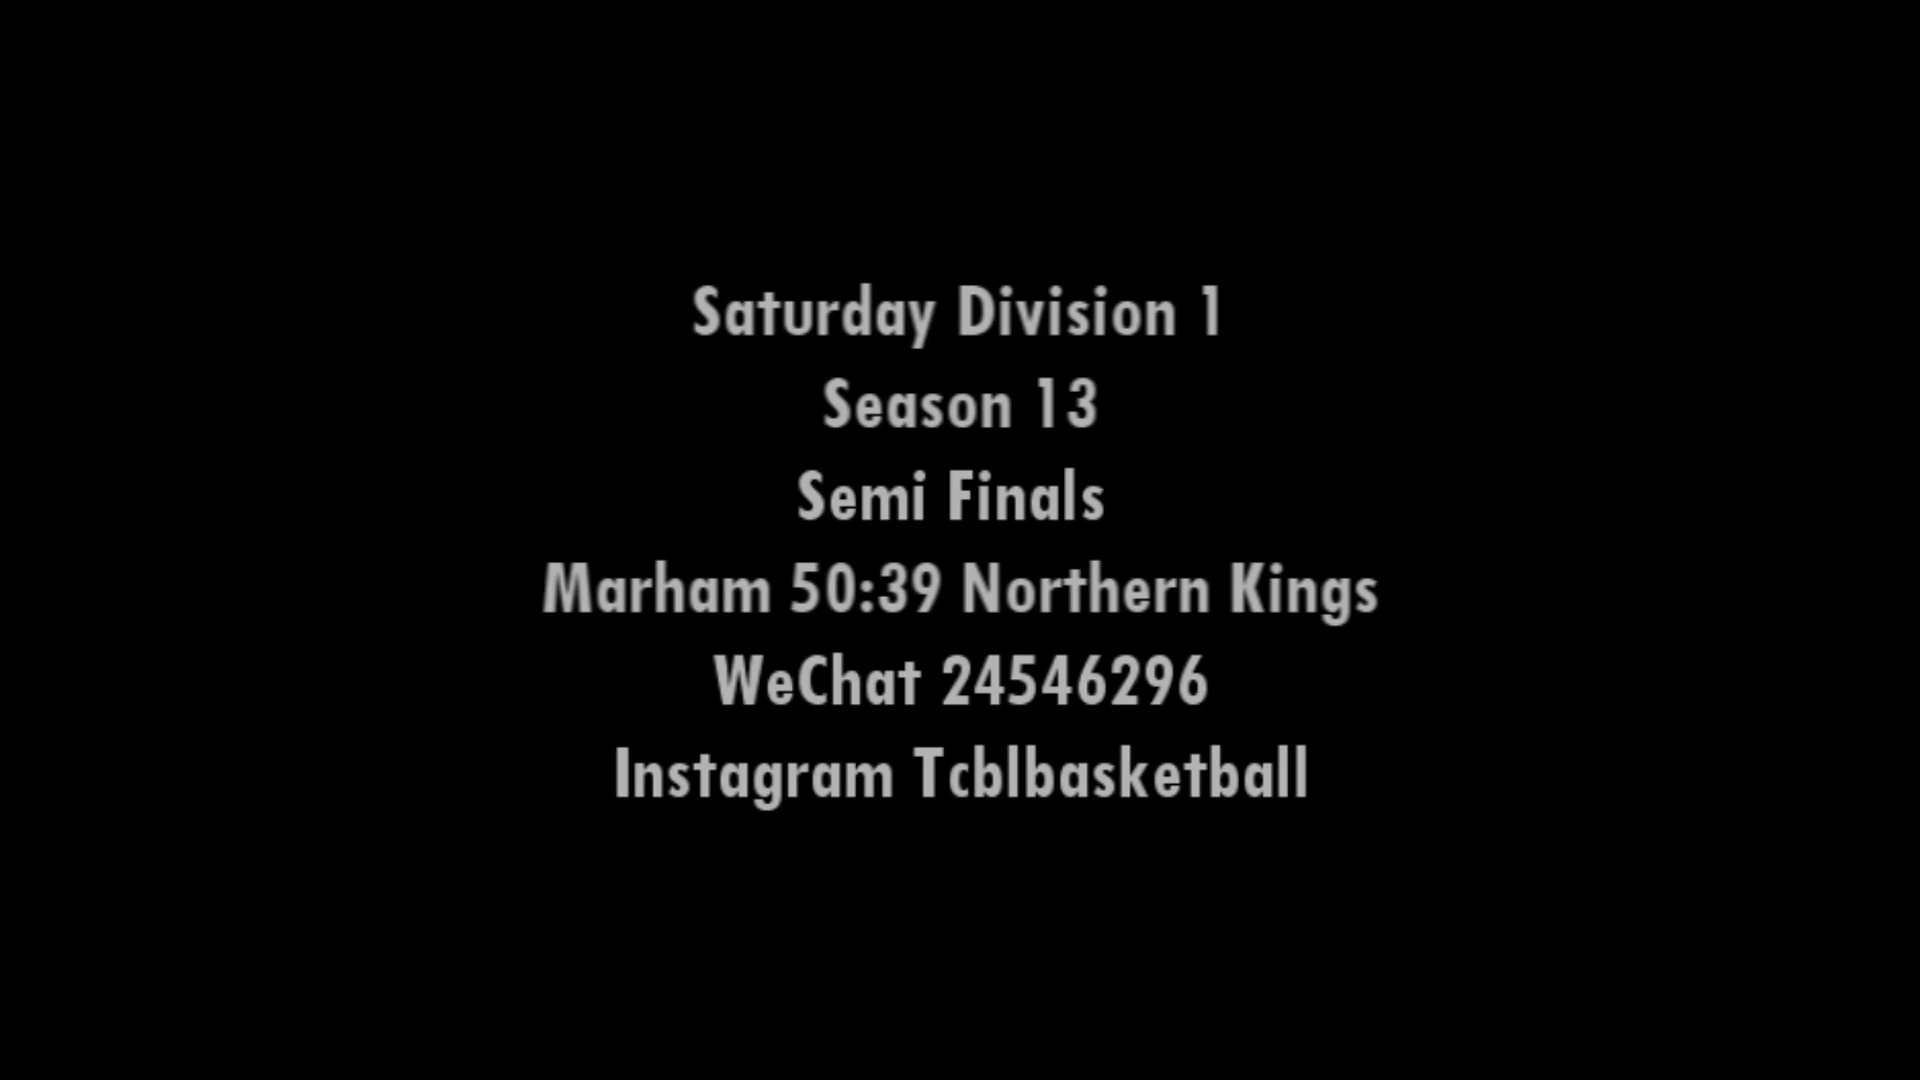 Saturday Division 1
Season 13
Semi Finals
Marham 50:39 Northern Kings
WeChat 24546296
Instagram Tcblbasketball